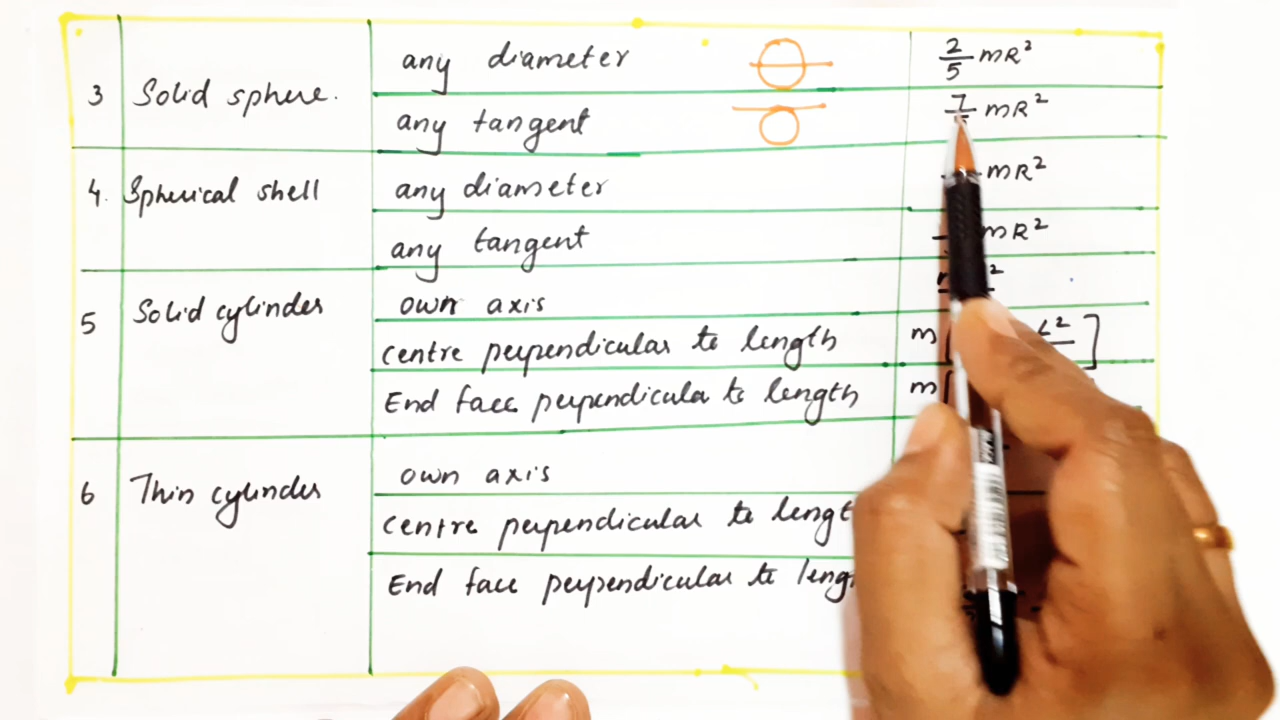 3 Solid sphere. any diameter 2/5 mR²
any tangent 7/ mR²
4. Spherical shell any diameter mR²
any tangent mR²
5 Solid cylinder own axis ²
centre perpendicular to length m[ L² ]
End face perpendicular to length m[
6 Thin cylinder own axis
Centre perpendicular to
End face perpendicular to